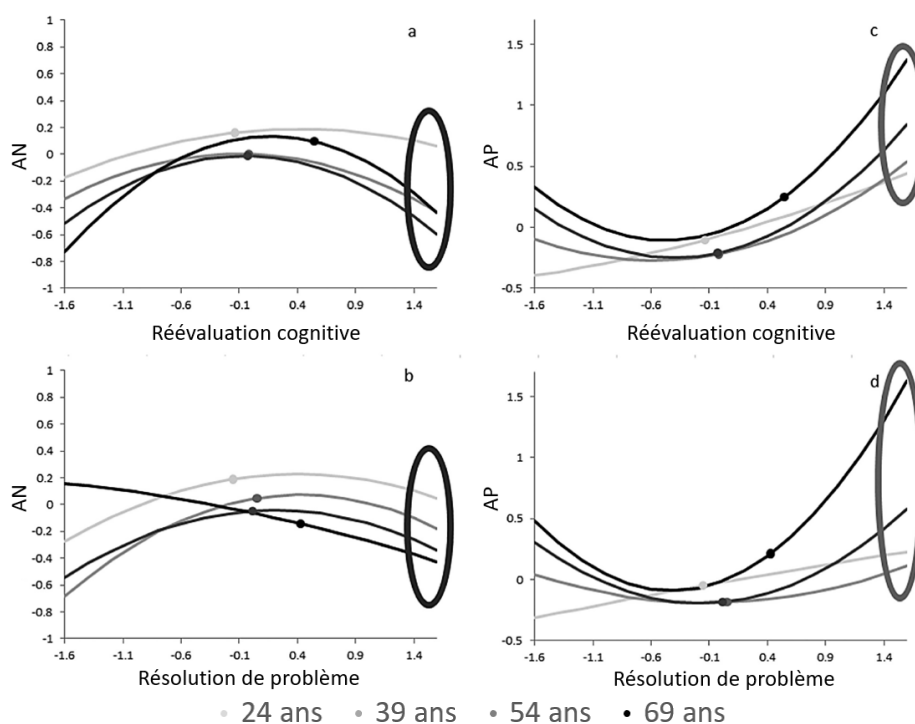 a
1
0.8
0.6
0.4
0.2
0
-0.2
-0.4
-0.6
-0.8
-1
AN
-1.6 -1.1 -0.6 -0.1 0.4 0.9 1.4
Réévaluation cognitive
c
1.5
1
0.5
0
-0.5
AP
-1.6 -1.1 -0.6 -0.1 0.4 0.9 1.4
Réévaluation cognitive
b
1
0.8
0.6
0.4
0.2
0
-0.2
-0.4
-0.6
-0.8
-1
AN
-1.6 -1.1 -0.6 -0.1 0.4 0.9 1.4
Résolution de problème
d
1.5
1
0.5
0
-0.5
AP
-1.6 -1.1 -0.6 -0.1 0.4 0.9 1.4
Résolution de problème
24 ans 39 ans 54 ans 69 ans